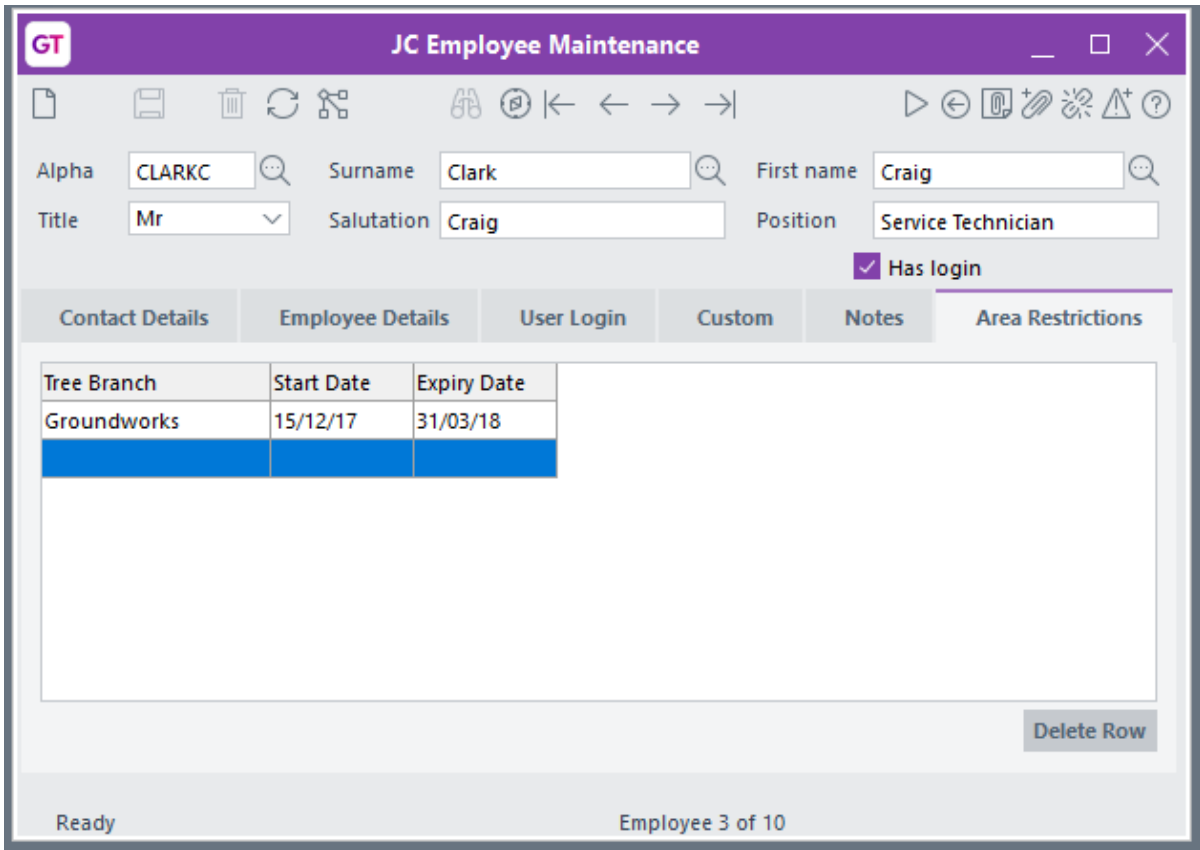 GT JC Employee Maintenance
Alpha CLARKC Surname Clark First name Craig
Title Mr Salutation Craig Position Service Technician
Has login
Contact Details Employee Details User Login Custom Notes Area Restrictions
Tree Branch Start Date Expiry Date
Groundworks 15/12/17 31/03/18
Delete Row
Ready Employee 3 of 10